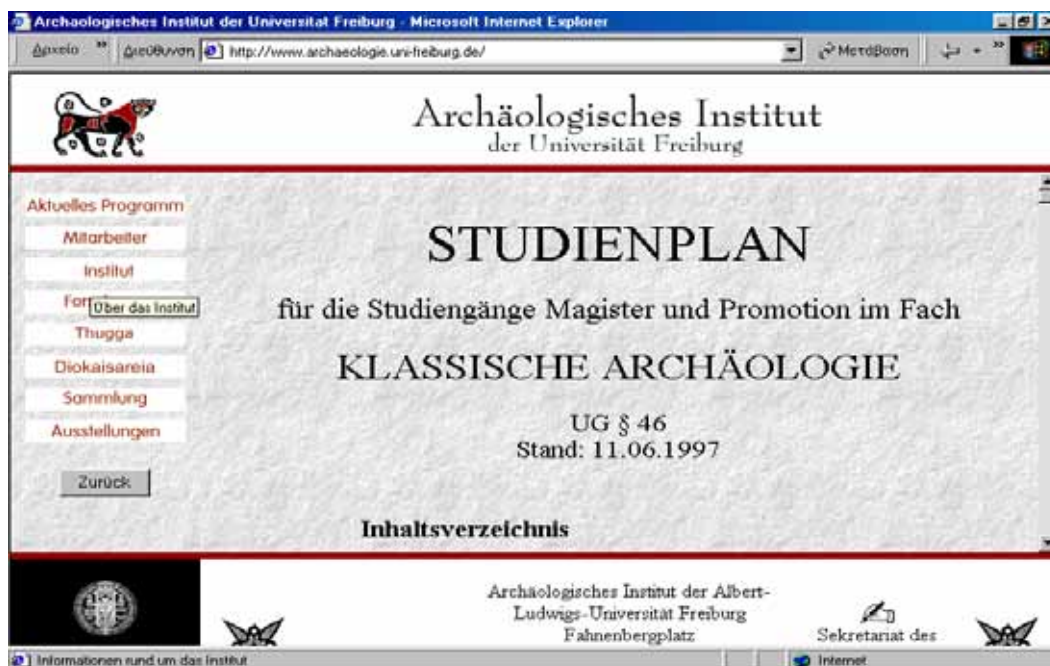 Archaeologisches Institut der Universitat Freiburg - Microsoft Internet Explorer
Αρχείο » Διεύθυνση http://www.archaeologie.uni-freiburg.de/ Μετάβαση »
Archäologisches Institut
der Universität Freiburg
Aktuelles Programm
Mitarbeiter
Institut
For
Über das Institut
Thugga
Diokaisareia
Sammlung
Ausstellungen
Zurück
STUDIENPLAN
für die Studiengänge Magister und Promotion im Fach
KLASSISCHE ARCHÄOLOGIE
UG § 46
Stand: 11.06.1997
Inhaltsverzeichnis
Archäologisches Institut der Albert-
Ludwigs-Universität Freiburg
Fahnenbergplatz
Sekretariat des
Informationen rund um das Institut
Internet